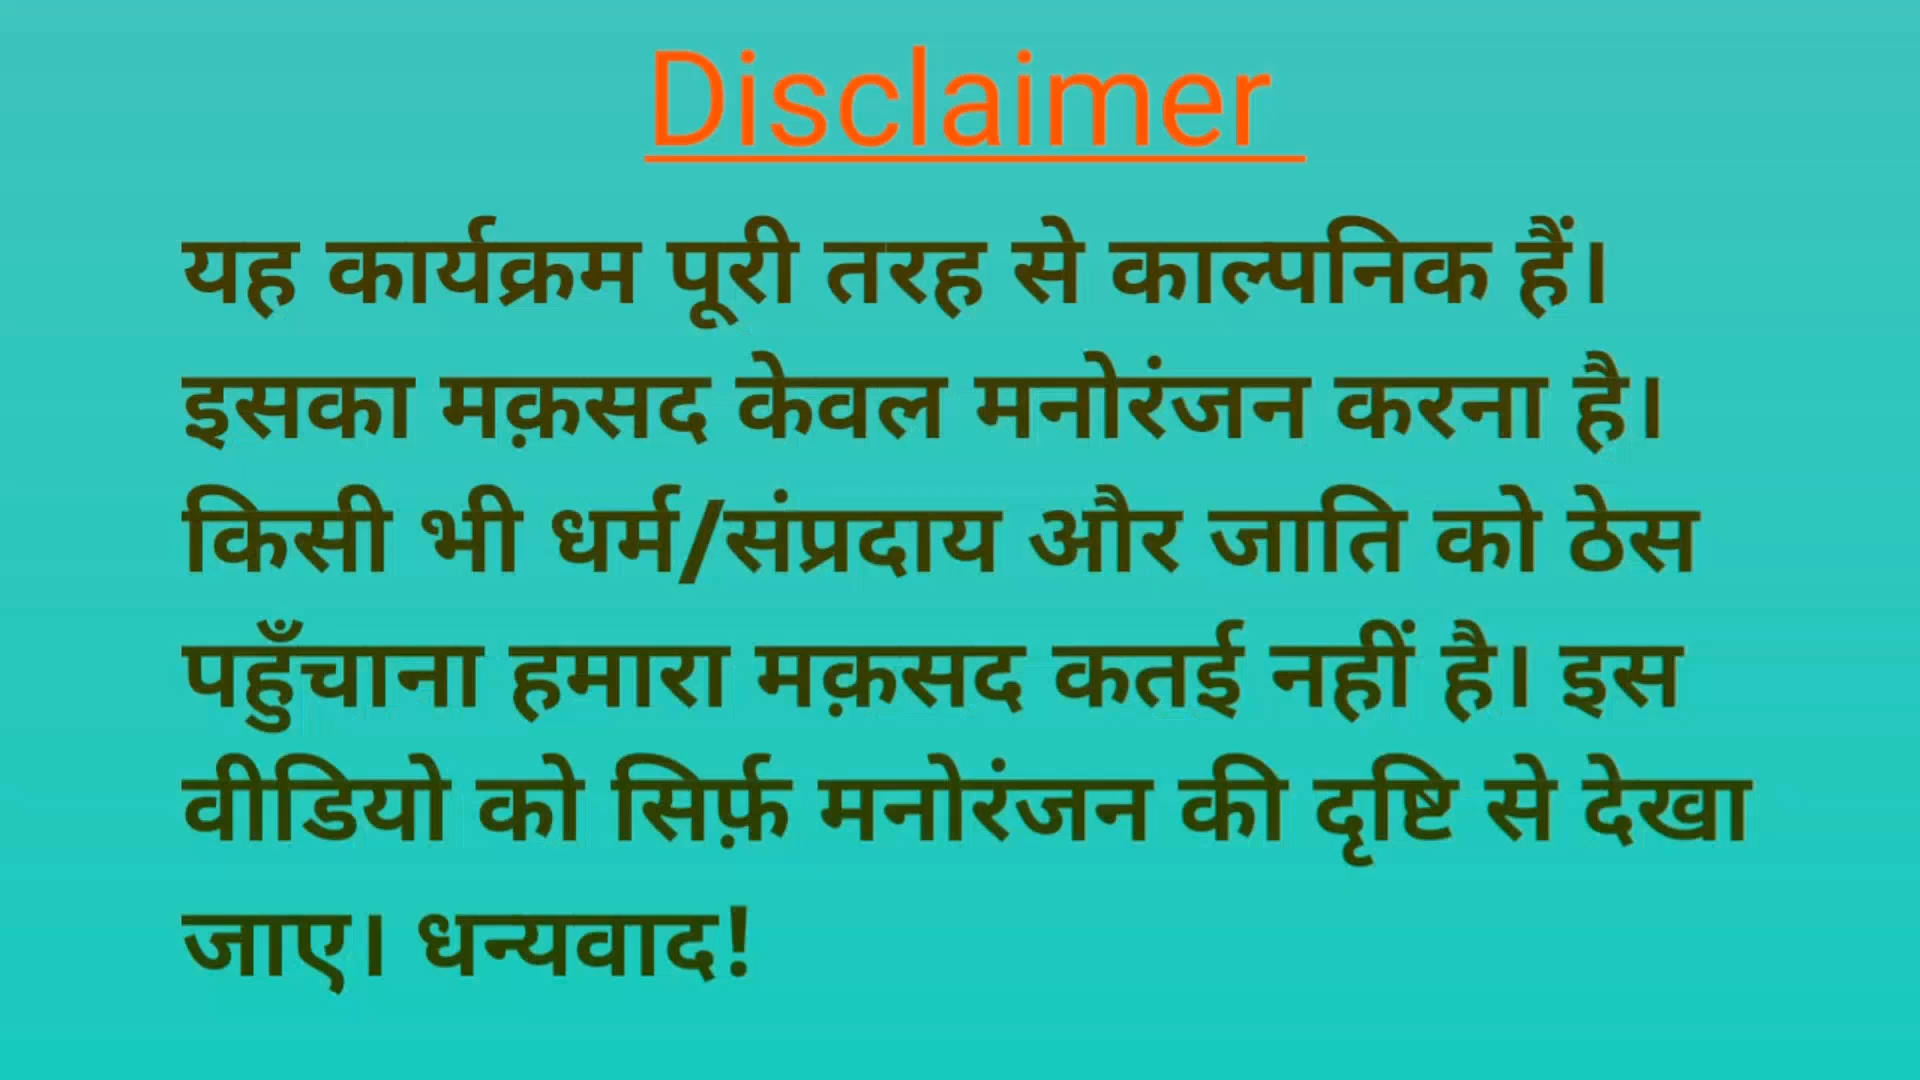 Disclaimer
यह कार्यक्रम पूरी तरह से काल्पनिक हैं।
इसका मक़सद केवल मनोरंजन करना है।
किसी भी धर्म/संप्रदाय और जाति को ठेस
पहुँचाना हमारा मक़सद कतई नहीं है। इस
वीडियो को सिर्फ़ मनोरंजन की दृष्टि से देखा
जाए। धन्यवाद!